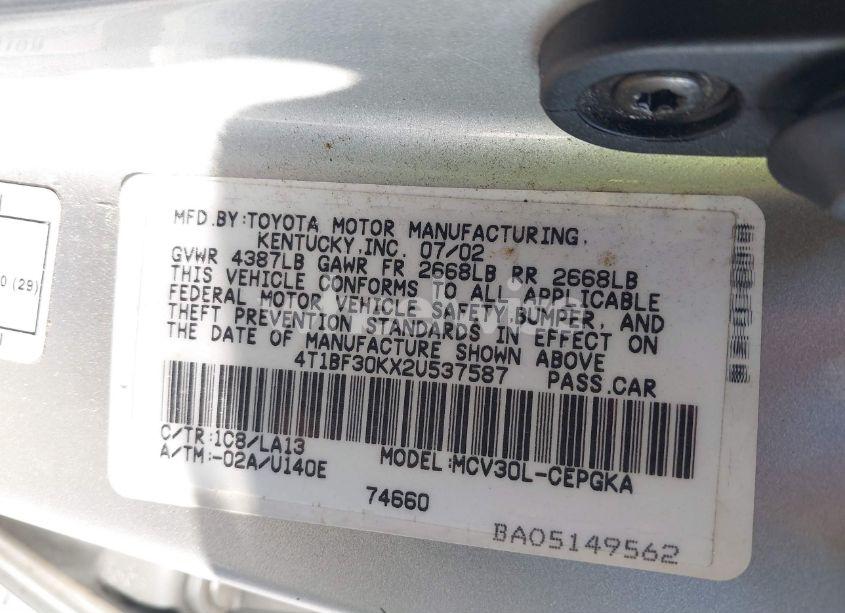 0 (29)
MFD.BY:TOYOTA MOTOR MANUFACTURING,
KENTUCKY,INC. 07/02
GVWR 4387LB GAWR FR 2668LB RR 2668LB
THIS VEHICLE CONFORMS TO ALL APPLICABLE
FEDERAL MOTOR VEHICLE SAFETY,BUMPER, AND
THEFT PREVENTION STANDARDS IN EFFECT ON
THE DATE OF MANUFACTURE SHOWN ABOVE
4T1BF30KX2U537587 PASS.CAR
C/TR:1C8/LA13
A/TM:-02A/U140E MODEL:MCV30L-CEPGKA
74660
BA05149562